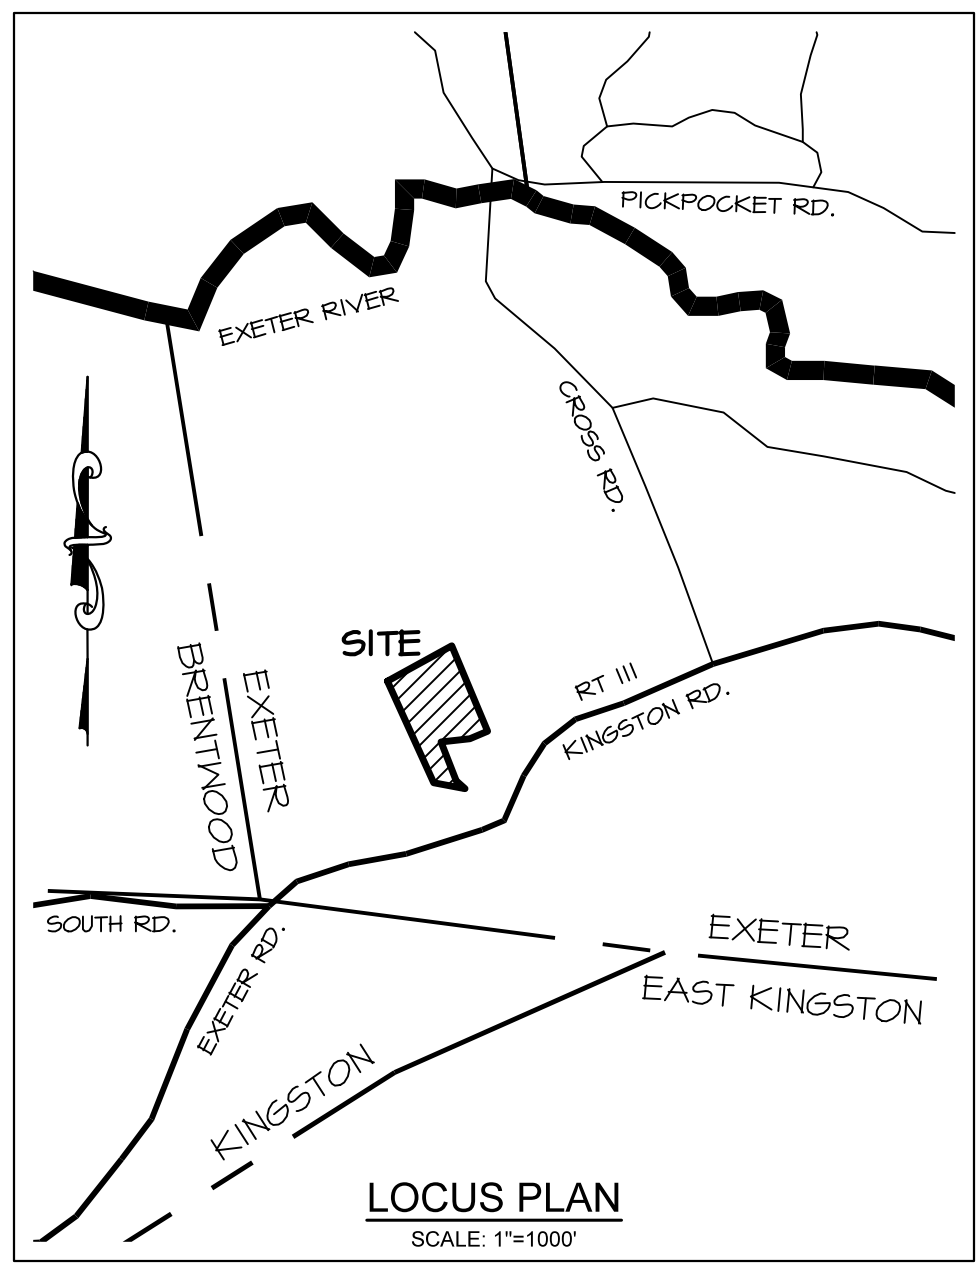 PICKPOCKET RD.
EXETER RIVER
CROSS RD.
SITE
BRENTWOOD
EXETER
RT III
KINGSTON RD.
SOUTH RD.
EXETER RD.
EXETER
EAST KINGSTON
KINGSTON
LOCUS PLAN
SCALE: 1"=1000'